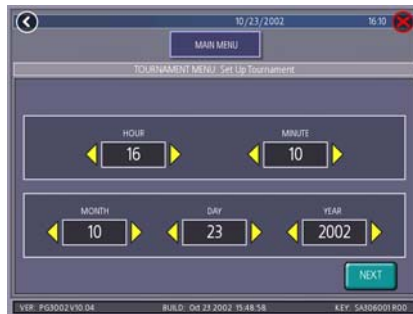 10/23/2002 16:10
MAIN MENU
TOURNAMENT MENU: Set Up Tournament
HOUR MINUTE
16 10
MONTH DAY YEAR
10 23 2002
NEXT
VER: PG3002 V10.04 BUILD: Oct 23 2002 15:48:58 KEY: SA306001 R00